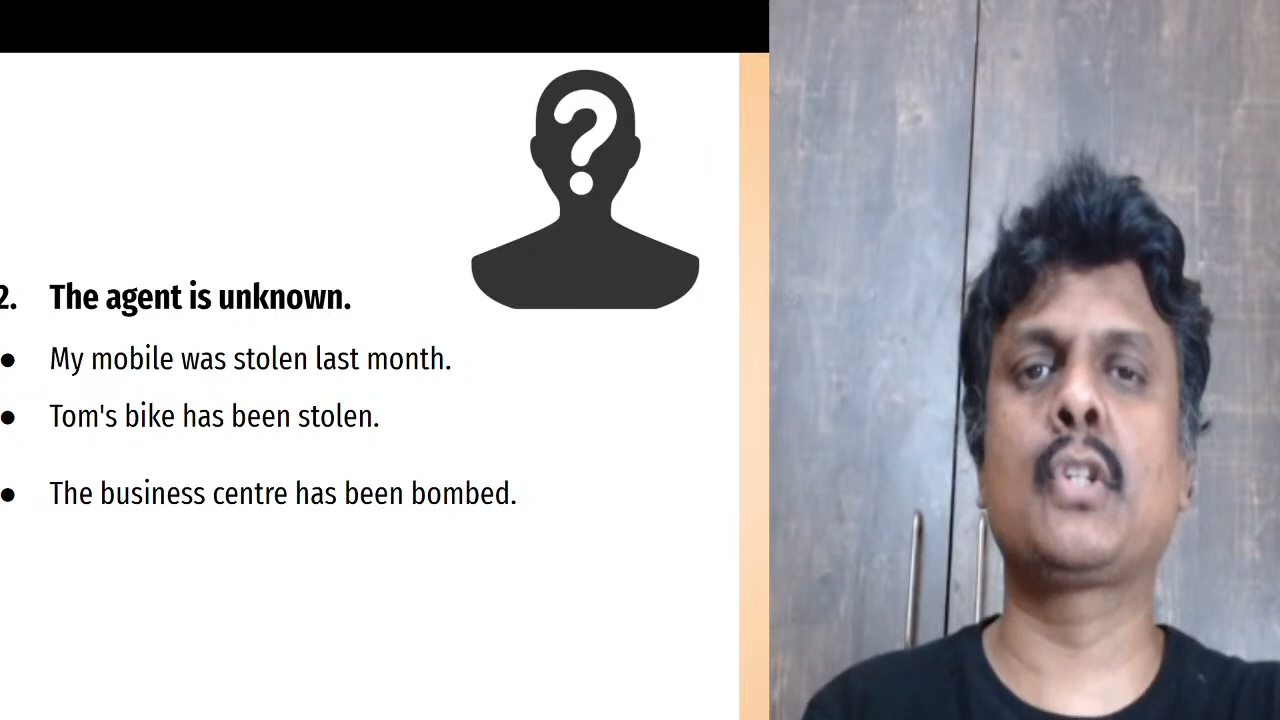 2. The agent is unknown.
● My mobile was stolen last month.
● Tom's bike has been stolen.
● The business centre has been bombed.